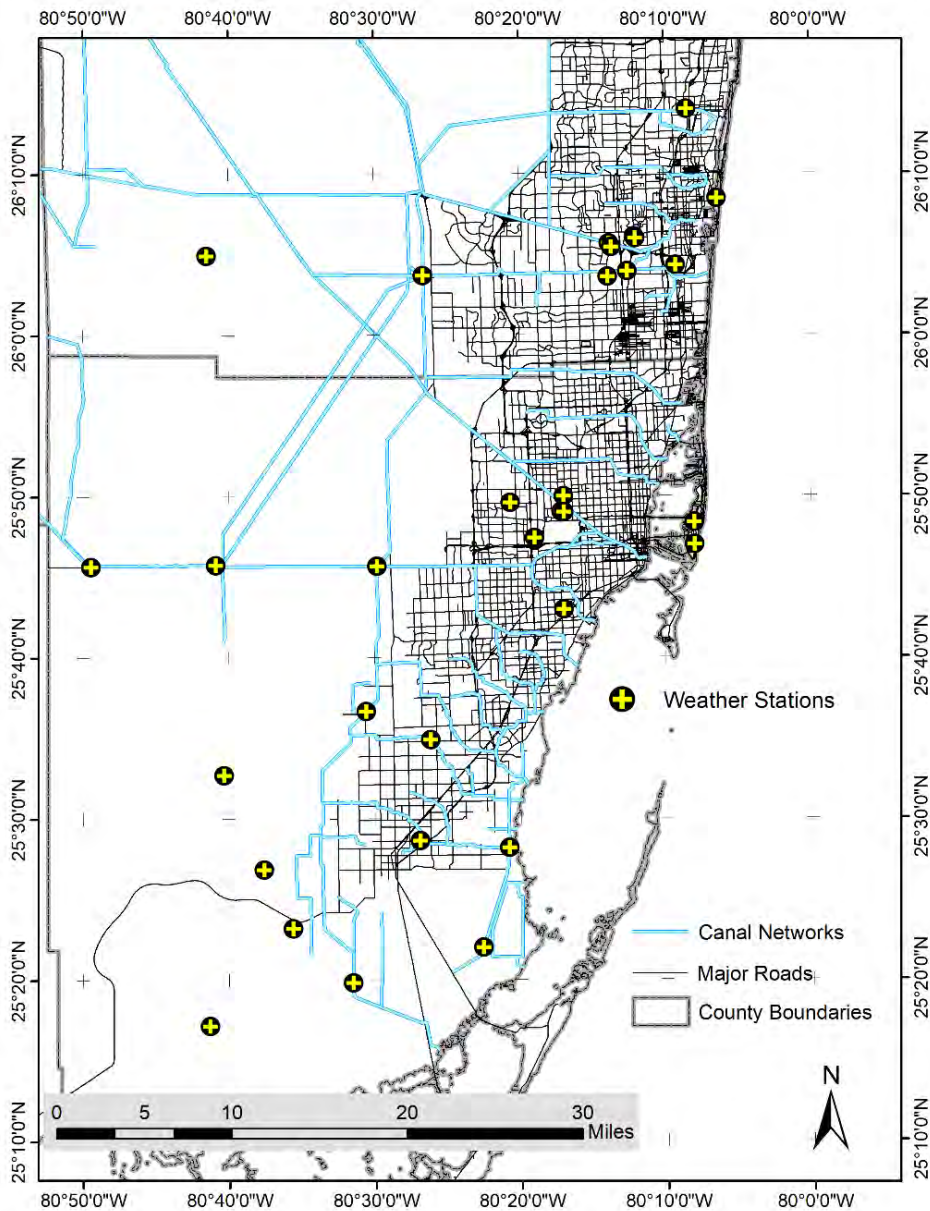 80°50'0"W 80°40'0"W 80°30'0"W 80°20'0"W 80°10'0"W 80°0'0"W
26°10'0"N 26°10'0"N
26°0'0"N 26°0'0"N
25°50'0"N 25°50'0"N
25°40'0"N 25°40'0"N
Weather Stations
25°30'0"N 25°30'0"N
Canal Networks
25°20'0"N Major Roads 25°20'0"N
County Boundaries
N
0 5 10 20 30
Miles
25°10'0"N 25°10'0"N
80°50'0"W 80°40'0"W 80°30'0"W 80°20'0"W 80°10'0"W 80°0'0"W